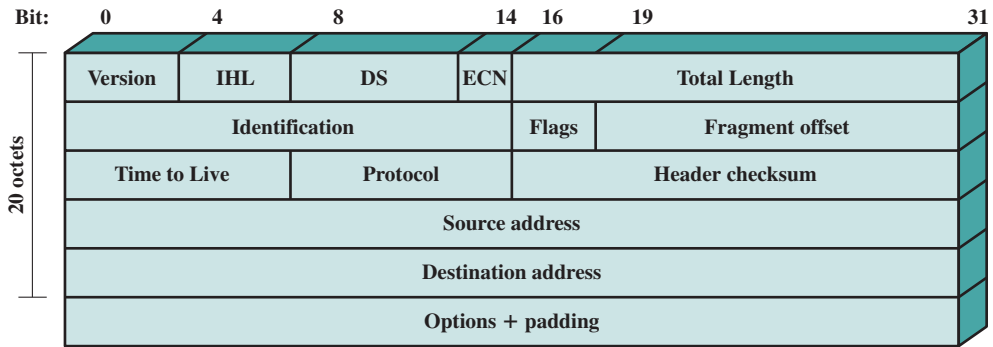 Bit: 0 4 8 14 16 19 31
Version IHL DS ECN Total Length
Identification Flags Fragment offset
Time to Live Protocol Header checksum
Source address
Destination address
Options + padding
20 octets